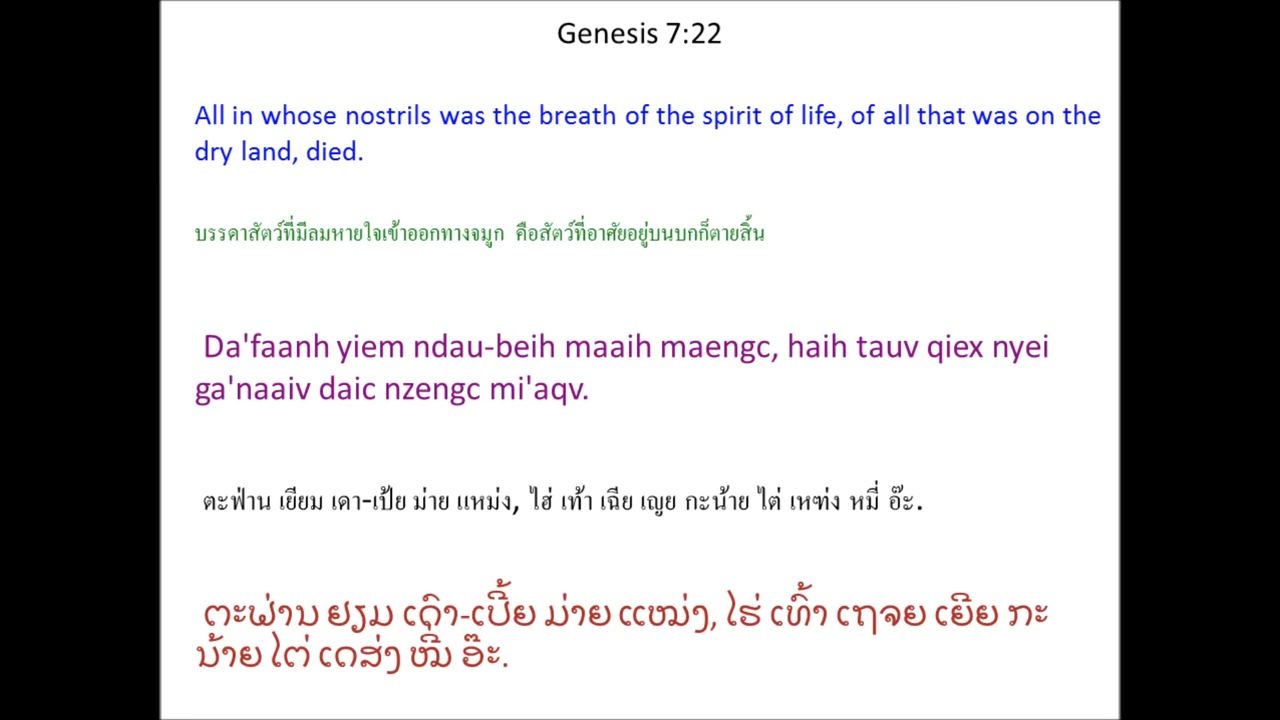 Genesis 7:22
All in whose nostrils was the breath of the spirit of life, of all that was on the
dry land, died.
บรรดาสัตว์ที่มีลมหายใจเข้าออกทางจมูก คือสัตว์ที่อาศัยอยู่บนบกก็ตายสิ้น
Da'faanh yiem ndau-beih maaih maengc, haih tauv qiex nyei
ga'naaiv daic nzengc mi'aqv.
ตะฟ่าน เยียม เดา-เป้ย ม่าย แหม่ง, ไฮ่ เท้า เฉีย เญย กะน้าย ไต่ เหฑ่ง หมี่ อ๊ะ.
ຕະຟ່ານ ຢຽມ ເດົາ-ເປີ້ຍ ມ່າຍ ແໝ່ງ, ໄຮ່ ເທົ້າ ເຖຈຍ ເຍີຍ ກະ
ນ້າຍ ໄຕ່ ເດສ່ງ ໝີ່ ອ໊ະ.